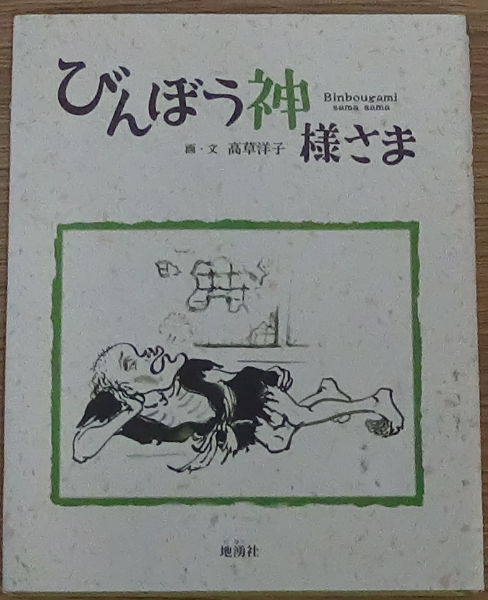 びんぼう神
Binbougami
sama sama
様さま
画・文 高草洋子
地湧社